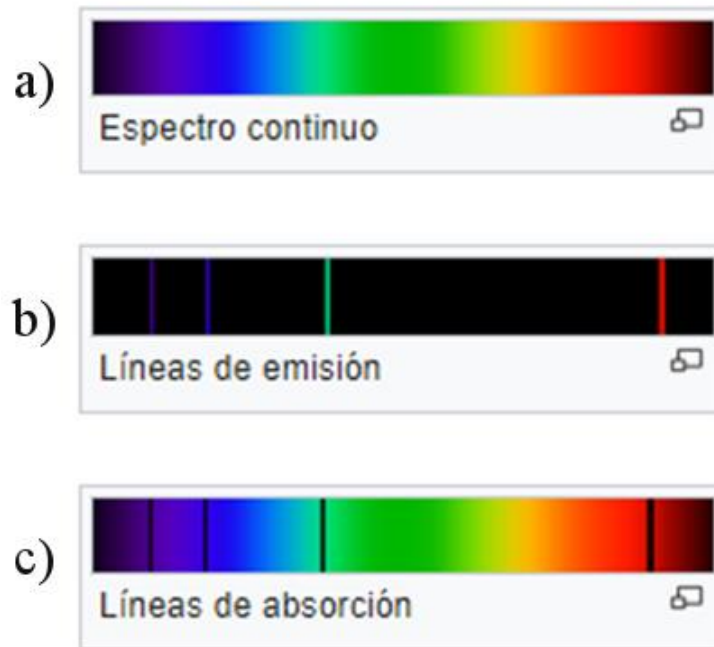 a)
Espectro continuo
b)
Líneas de emisión
c)
Líneas de absorción